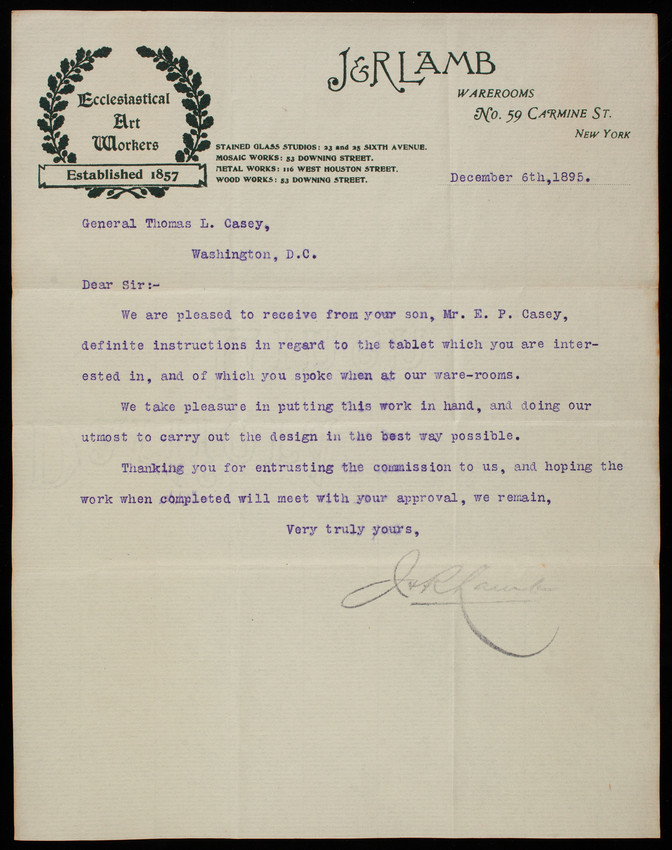 J & R LAMB
WAREROOMS
No. 59 CARMINE ST.
NEW YORK
Ecclesiastical
Art
Workers
Established 1857
STAINED GLASS STUDIOS: 23 and 25 SIXTH AVENUE.
MOSAIC WORKS: 53 DOWNING STREET.
METAL WORKS: 116 WEST HOUSTON STREET.
WOOD WORKS: 53 DOWNING STREET.
December 6th,1895.
General Thomas L. Casey,
Washington, D.C.
Dear Sir:-
We are pleased to receive from your son, Mr. E. P. Casey,
definite instructions in regard to the tablet which you are inter-
ested in, and of which you spoke when at our ware-rooms.
We take pleasure in putting this work in hand, and doing our
utmost to carry out the design in the best way possible.
Thanking you for entrusting the commission to us, and hoping the
work when completed will meet with your approval, we remain,
Very truly yours,
J & R Lamb